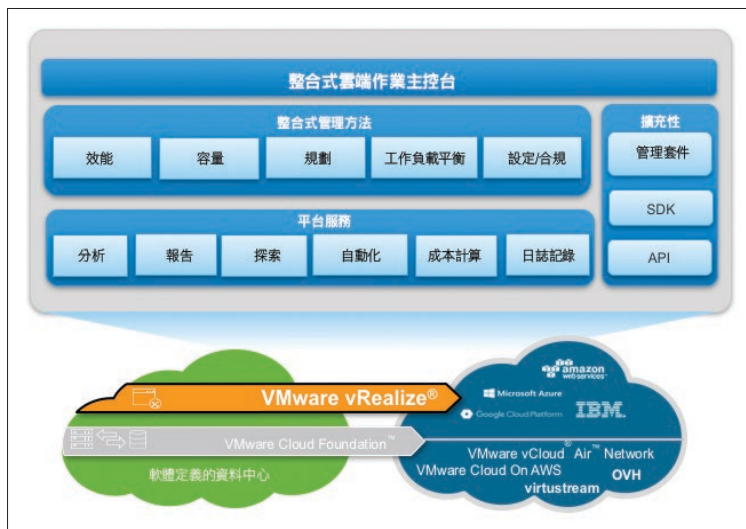 整合式雲端作業主控台
整合式管理方法
效能 容量 規劃 工作負載平衡 設定/合規
平台服務
分析 報告 探索 自動化 成本計算 日誌記錄
擴充性
管理套件
SDK
API
VMware vRealize®
VMware Cloud Foundation™
軟體定義的資料中心
amazon
web services™
Microsoft Azure
Google Cloud Platform
IBM.
VMware vCloud® Air™ Network
VMware Cloud On AWS
OVH
virtustream